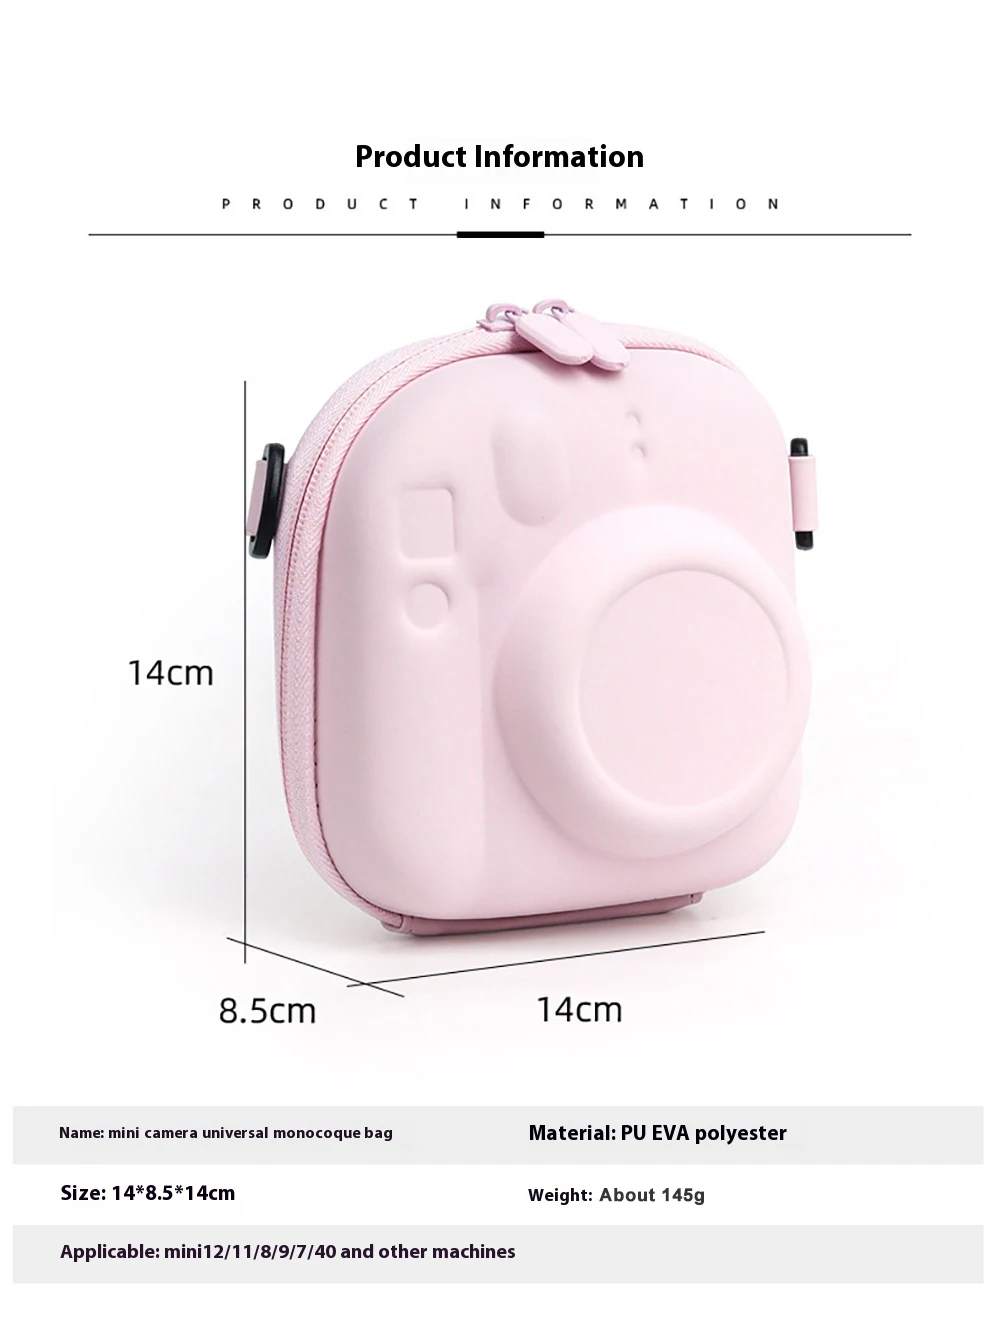 Product Information
PRODUCT INFORMATION
14cm
8.5cm
14cm
Name: mini camera universal monocoque bag
Material: PU EVA polyester
Size: 14*8.5*14cm
Weight: About 145g
Applicable: mini12/11/8/9/7/40 and other machines